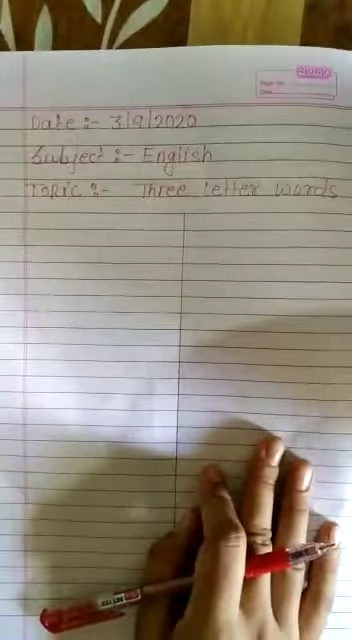 Date :- 3/9/2020
Subject :- English
Topic :- Three letter words